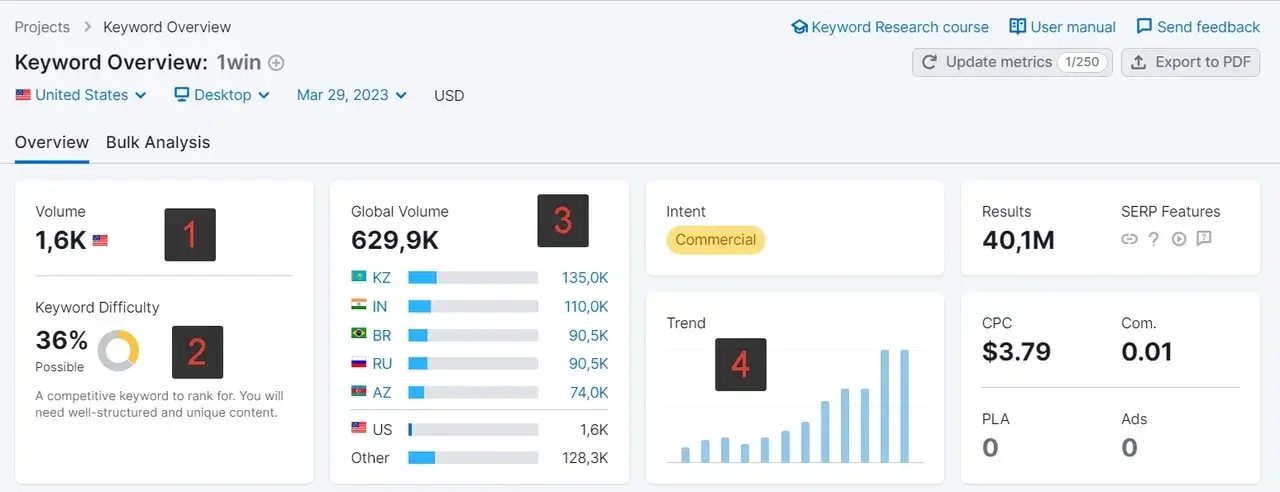 Projects > Keyword Overview
Keyword Research course
User manual
Send feedback
Keyword Overview: 1win
Update metrics 1/250
Export to PDF
United States
Desktop
Mar 29, 2023
USD
Overview
Bulk Analysis
Volume
1,6K
1
Keyword Difficulty
36%
Possible
2
A competitive keyword to rank for. You will
need well-structured and unique content.
Global Volume
629,9K
3
KZ 135,0K
IN 110,0K
BR 90,5K
RU 90,5K
AZ 74,0K
US 1,6K
Other 128,3K
Intent
Commercial
Trend
4
Results
40,1M
SERP Features
CPC
$3.79
Com.
0.01
PLA
0
Ads
0